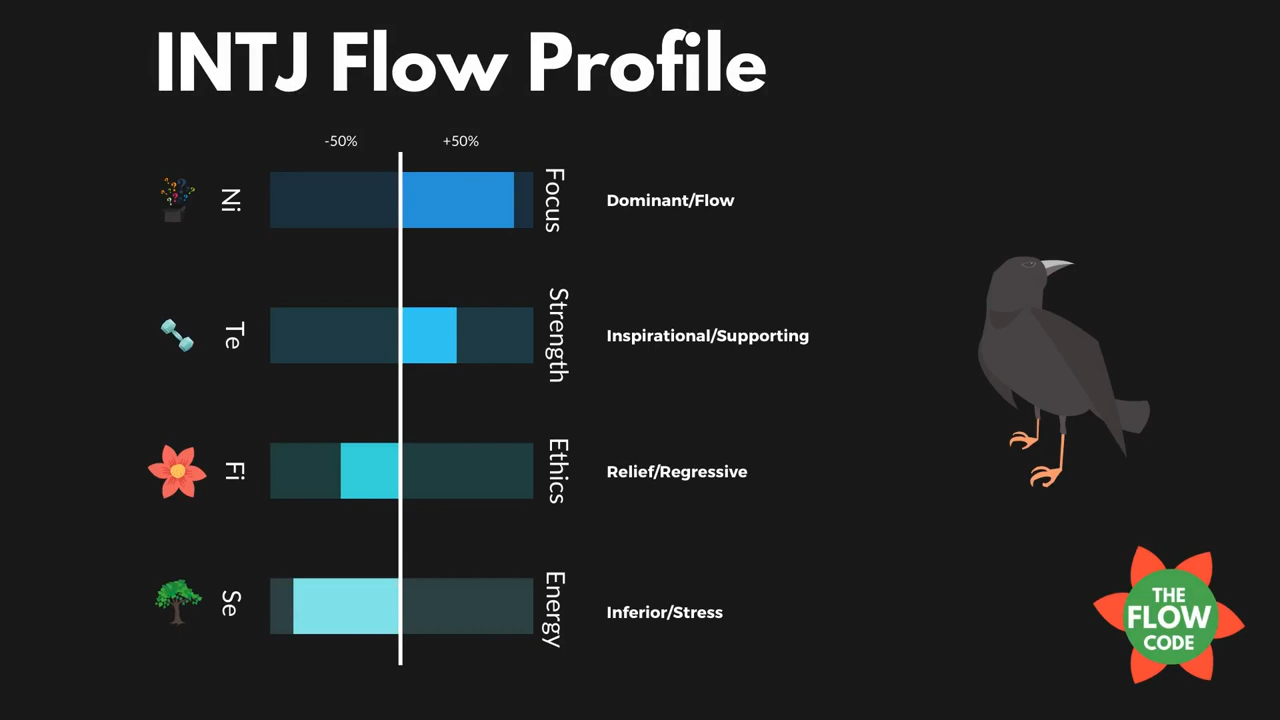 INTJ Flow Profile
-50%
+50%
Ni
Focus
Dominant/Flow
Te
Strength
Inspirational/Supporting
Fi
Ethics
Relief/Regressive
Se
Energy
Inferior/Stress
THE
FLOW
CODE